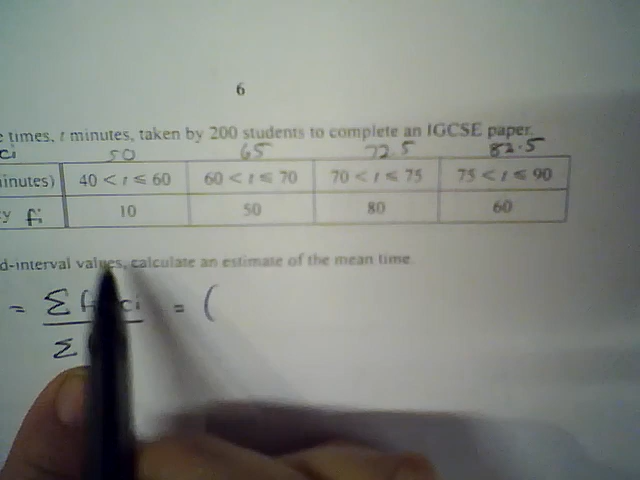 6
e times, t minutes, taken by 200 students to complete an IGCSE paper.
ci 50 65 72.5 82.5
inutes) 40 < t ≤ 60 60 < t ≤ 70 70 < t ≤ 75 75 < t ≤ 90
y fi 10 50 80 60
d-interval values, calculate an estimate of the mean time.
= Σ f ci = (
Σ